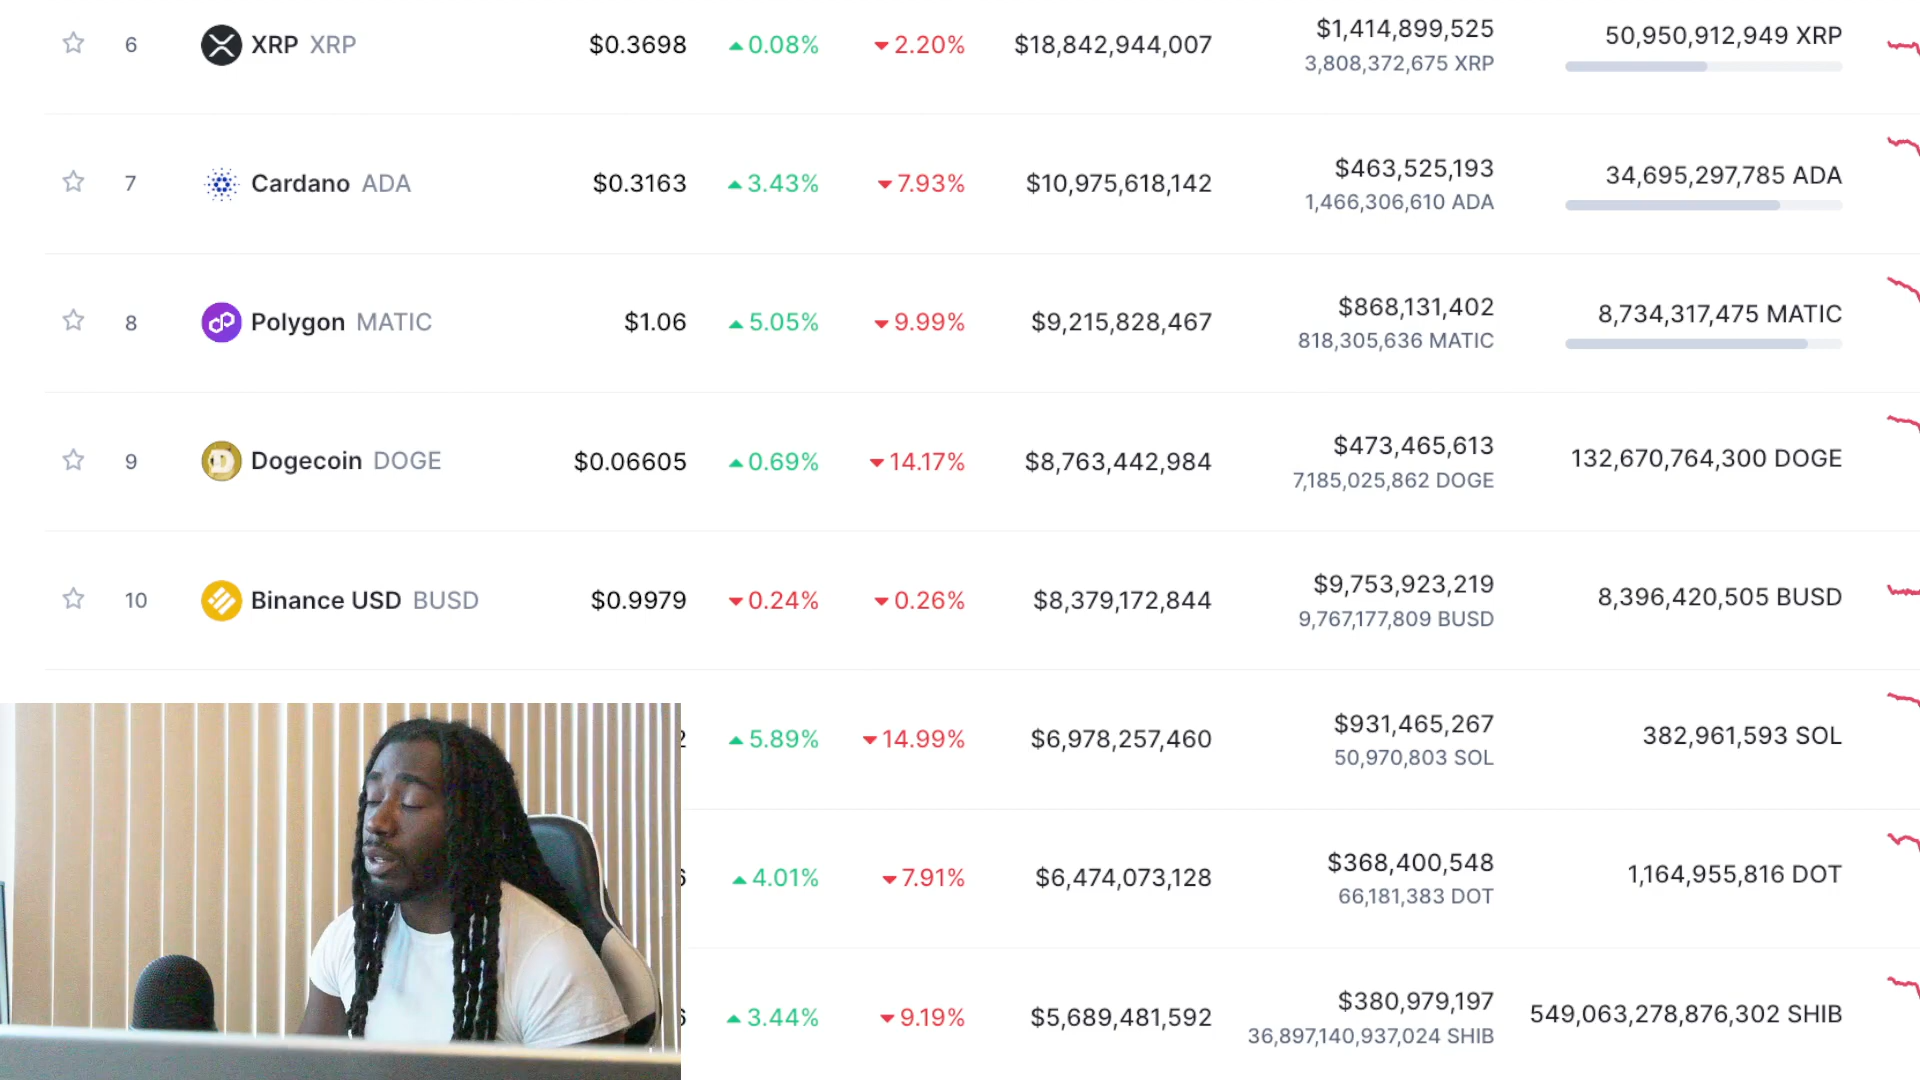 6 XRP XRP $0.3698 0.08% 2.20% $18,842,944,007 $1,414,899,525 50,950,912,949 XRP
3,808,372,675 XRP
7 Cardano ADA $0.3163 3.43% 7.93% $10,975,618,142 $463,525,193 34,695,297,785 ADA
1,466,306,610 ADA
8 Polygon MATIC $1.06 5.05% 9.99% $9,215,828,467 $868,131,402 8,734,317,475 MATIC
818,305,636 MATIC
9 Dogecoin DOGE $0.06605 0.69% 14.17% $8,763,442,984 $473,465,613 132,670,764,300 DOGE
7,185,025,862 DOGE
10 Binance USD BUSD $0.9979 0.24% 0.26% $8,379,172,844 $9,753,923,219 8,396,420,505 BUSD
9,767,177,809 BUSD
5.89% 14.99% $6,978,257,460 $931,465,267 382,961,593 SOL
50,970,803 SOL
4.01% 7.91% $6,474,073,128 $368,400,548 1,164,955,816 DOT
66,181,383 DOT
3.44% 9.19% $5,689,481,592 $380,979,197 549,063,278,876,302 SHIB
36,897,140,937,024 SHIB